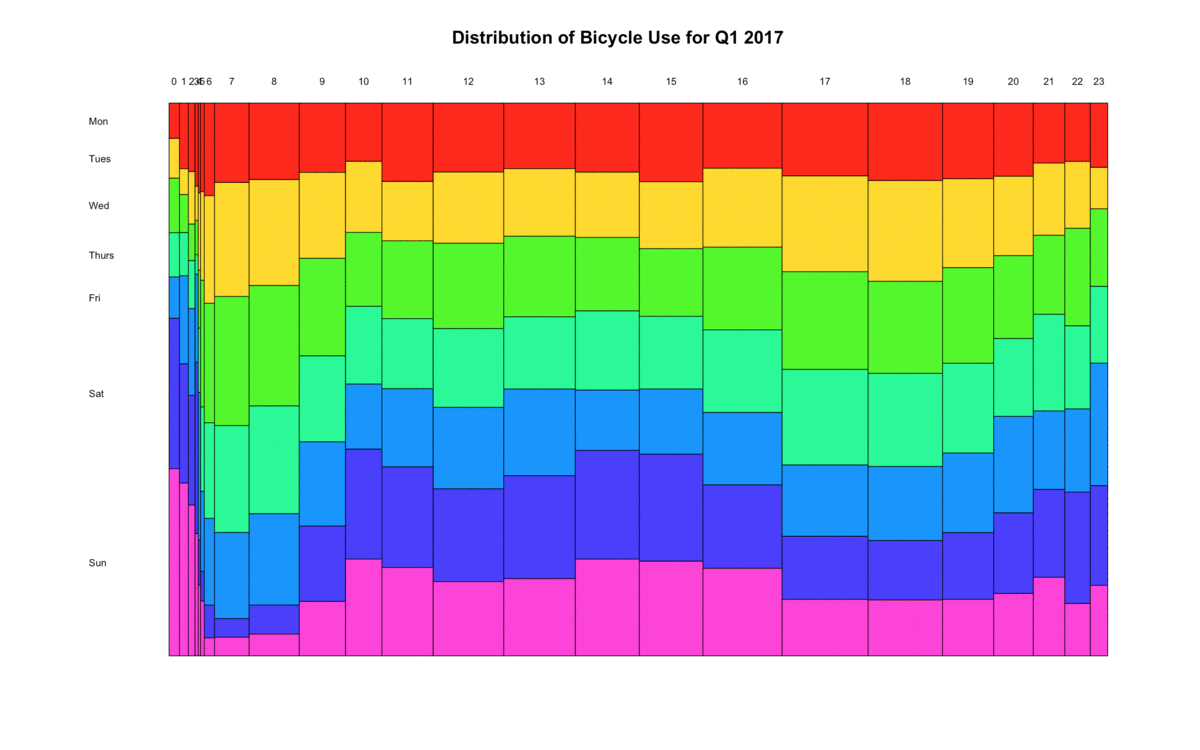 Distribution of Bicycle Use for Q1 2017
0 1 2 3 4 5 6 7 8 9 10 11 12 13 14 15 16 17 18 19 20 21 22 23
Mon
Tues
Wed
Thurs
Fri
Sat
Sun